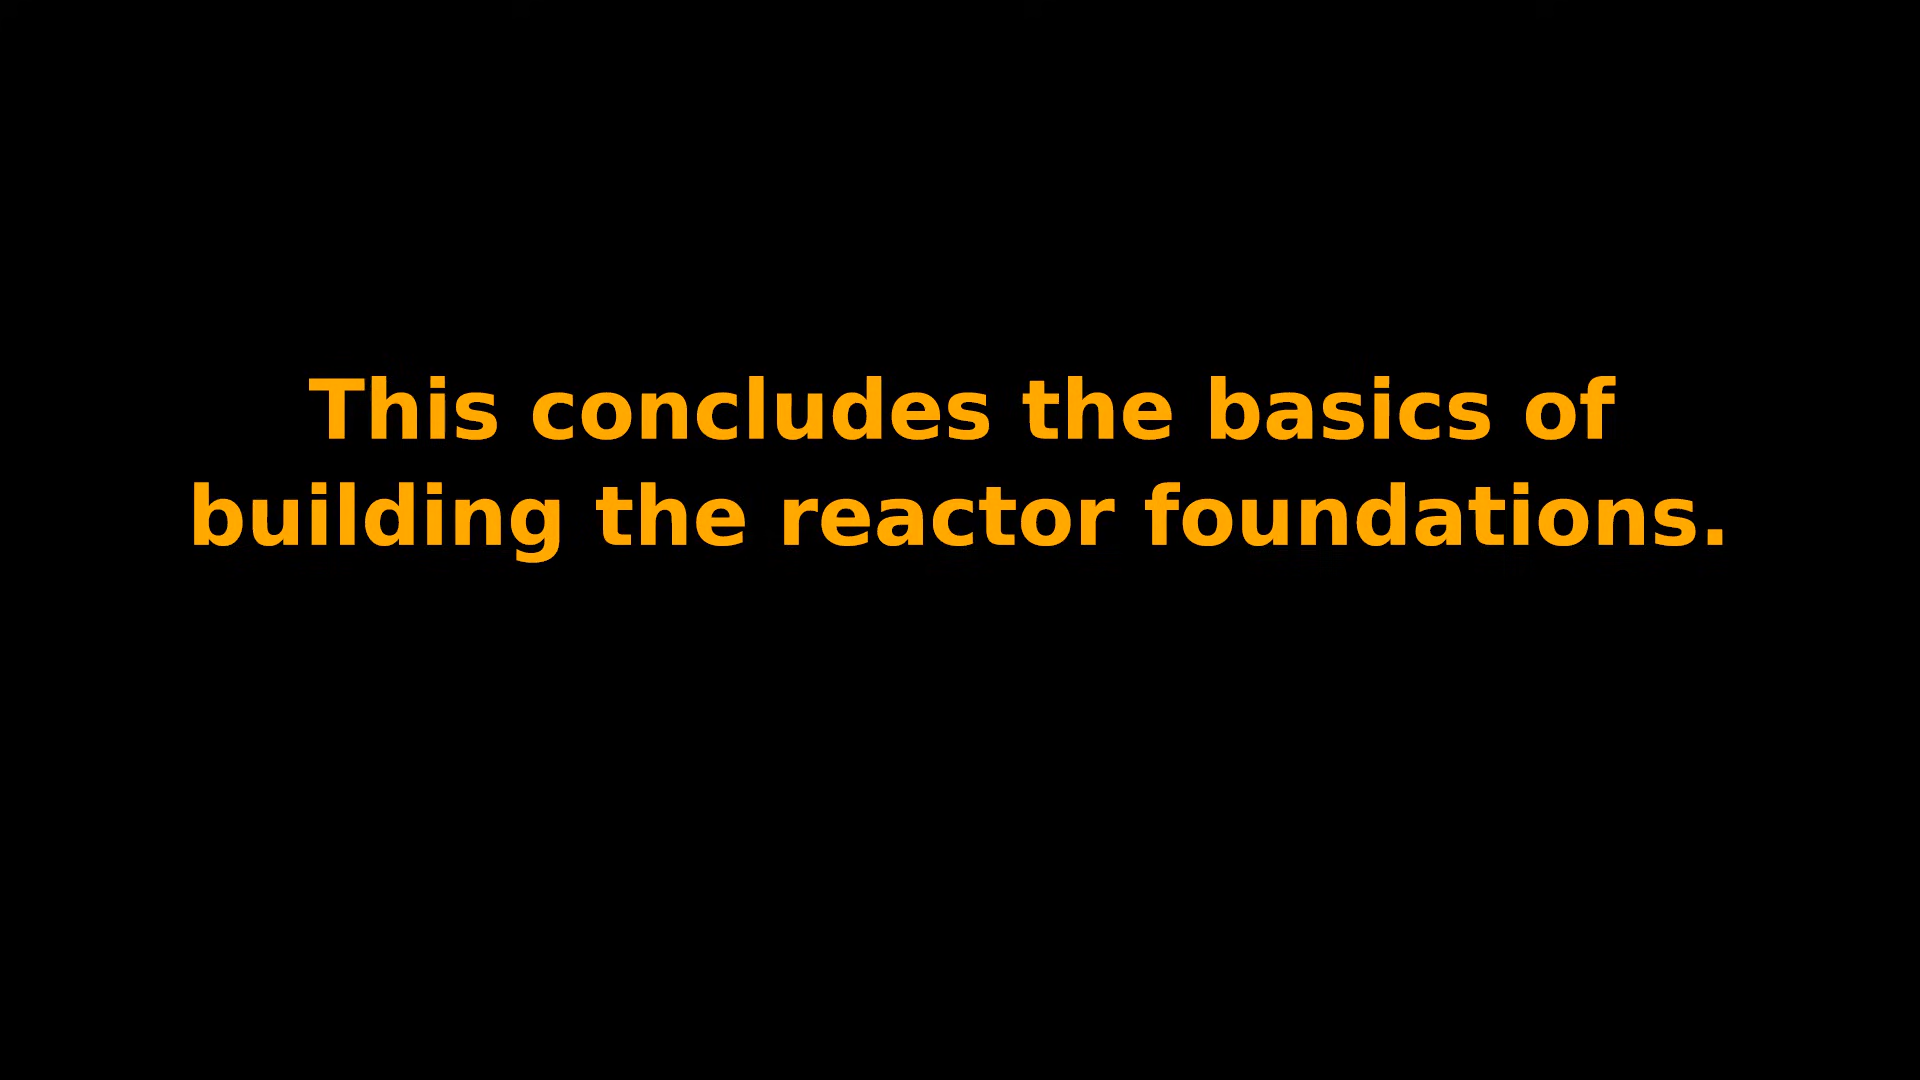 This concludes the basics of
building the reactor foundations.